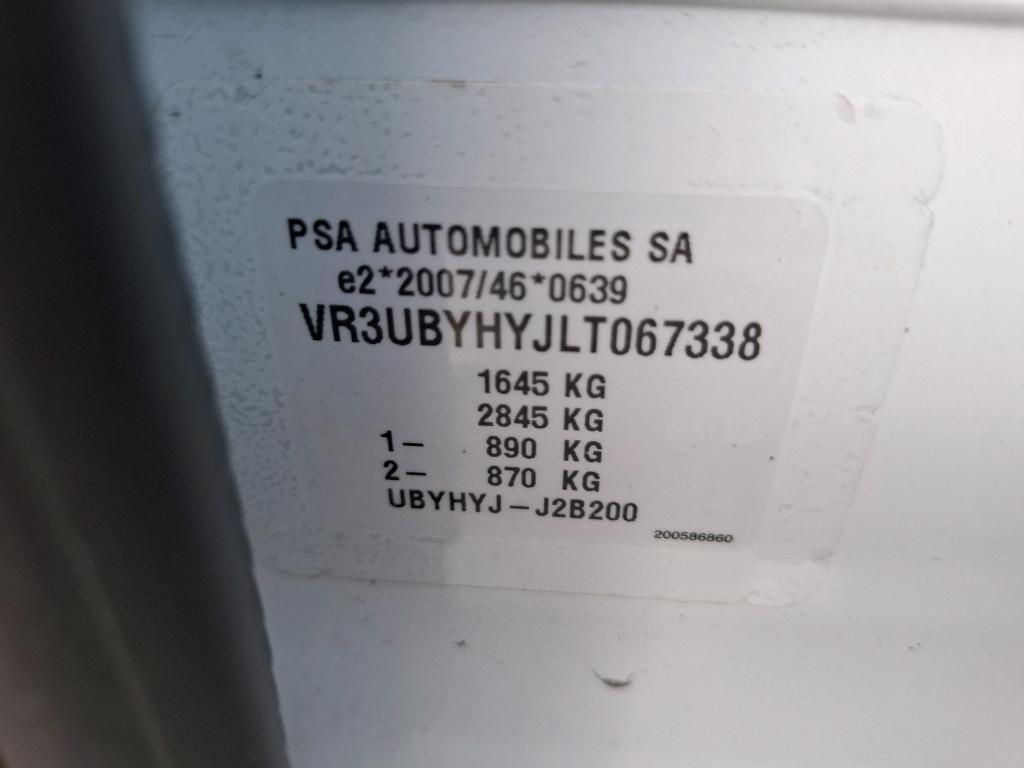 PSA AUTOMOBILES SA
e2*2007/46*0639
VR3UBYHYJLT067338
1645 KG
2845 KG
1- 890 KG
2- 870 KG
UBYHYJ-J2B200
200586860